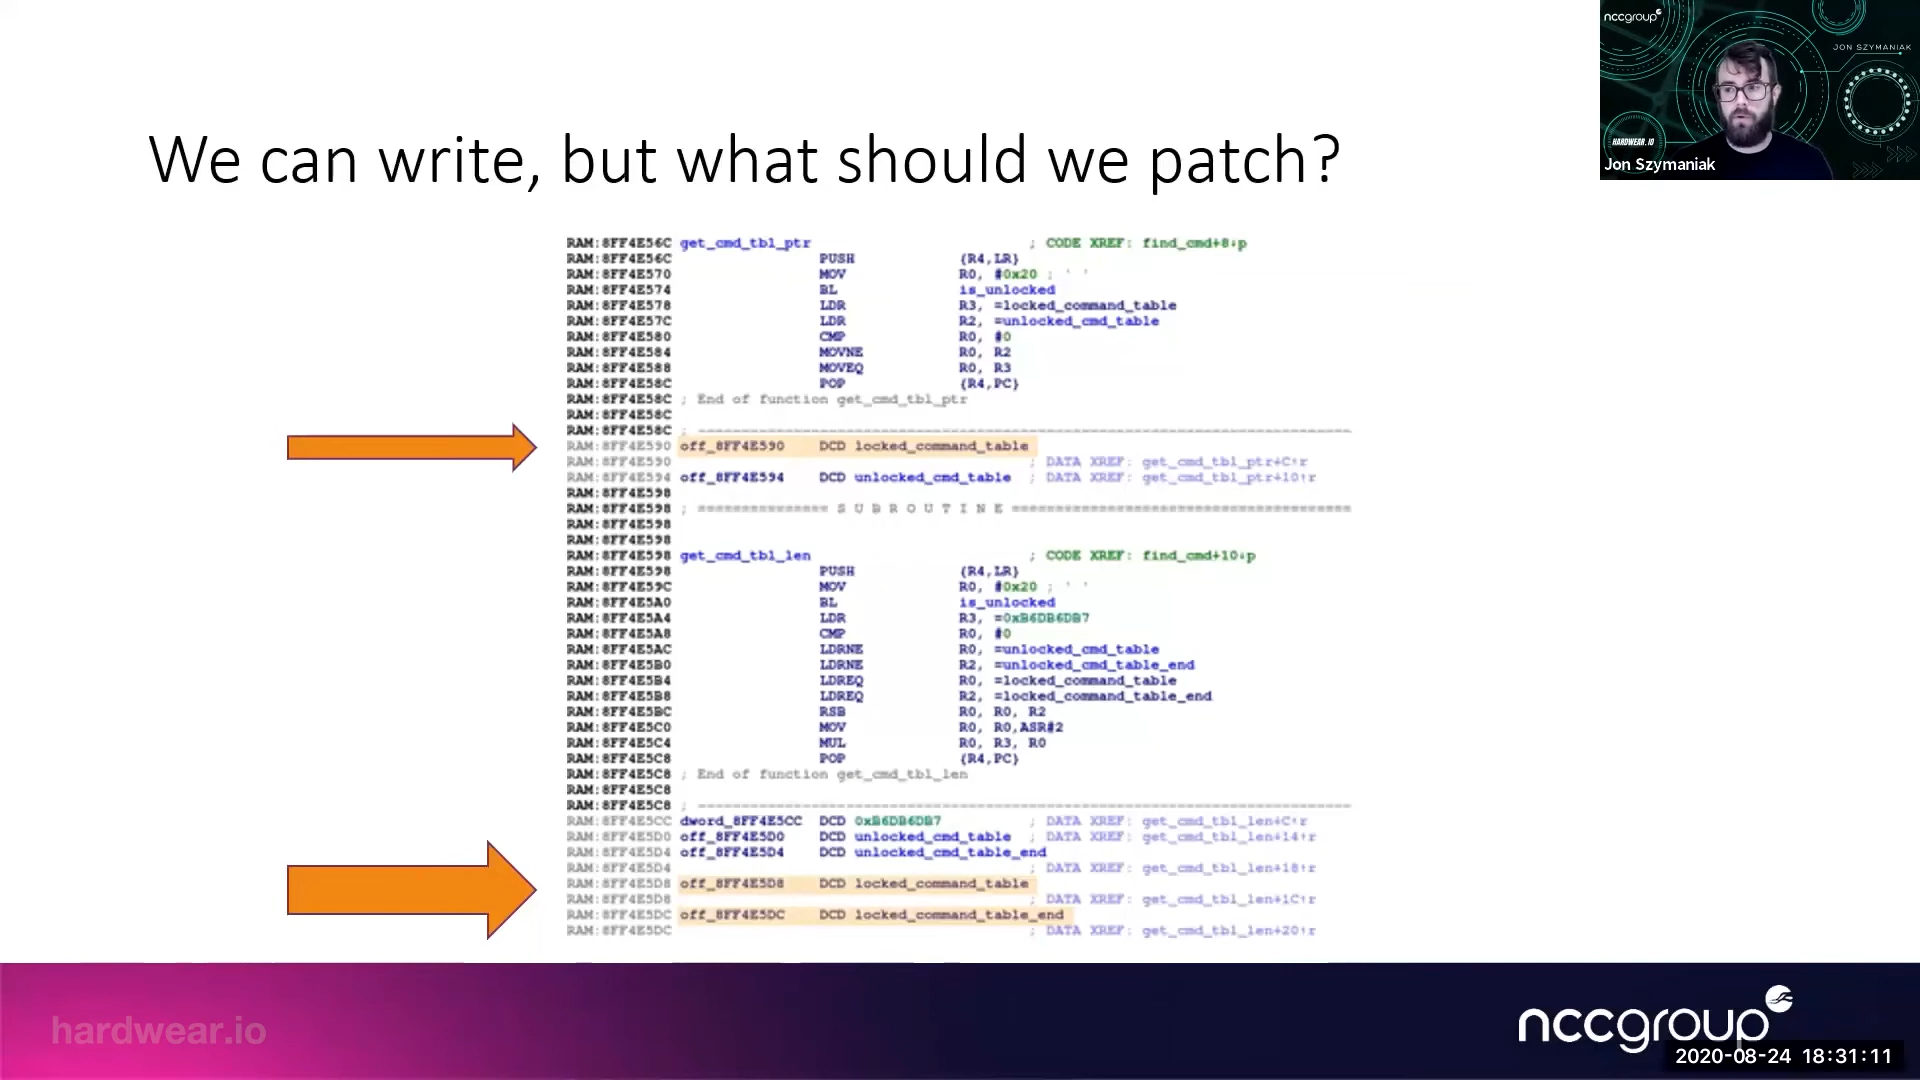 nccgroup
JON SZYMANIAK
HARDWEAR.IO
Jon Szymaniak
We can write, but what should we patch?
RAM:8FF4E56C get_cmd_tbl_ptr ; CODE XREF: find_cmd+8↓p
RAM:8FF4E56C PUSH {R4,LR}
RAM:8FF4E570 MOV R0, #0x20 ; ' '
RAM:8FF4E574 BL is_unlocked
RAM:8FF4E578 LDR R3, =locked_command_table
RAM:8FF4E57C LDR R2, =unlocked_cmd_table
RAM:8FF4E580 CMP R0, #0
RAM:8FF4E584 MOVNE R0, R2
RAM:8FF4E588 MOVEQ R0, R3
RAM:8FF4E58C POP {R4,PC}
RAM:8FF4E58C ; End of function get_cmd_tbl_ptr
RAM:8FF4E58C
RAM:8FF4E58C ; ---------------------------------------------------------------------------
RAM:8FF4E590 off_8FF4E590 DCD locked_command_table
RAM:8FF4E590 ; DATA XREF: get_cmd_tbl_ptr+C↑r
RAM:8FF4E594 off_8FF4E594 DCD unlocked_cmd_table ; DATA XREF: get_cmd_tbl_ptr+10↑r
RAM:8FF4E598
RAM:8FF4E598 ; =============== S U B R O U T I N E =======================================
RAM:8FF4E598
RAM:8FF4E598
RAM:8FF4E598 get_cmd_tbl_len ; CODE XREF: find_cmd+10↓p
RAM:8FF4E598 PUSH {R4,LR}
RAM:8FF4E59C MOV R0, #0x20 ; ' '
RAM:8FF4E5A0 BL is_unlocked
RAM:8FF4E5A4 LDR R3, =0xB6DB6DB7
RAM:8FF4E5A8 CMP R0, #0
RAM:8FF4E5AC LDRNE R0, =unlocked_cmd_table
RAM:8FF4E5B0 LDRNE R2, =unlocked_cmd_table_end
RAM:8FF4E5B4 LDREQ R0, =locked_command_table
RAM:8FF4E5B8 LDREQ R2, =locked_command_table_end
RAM:8FF4E5BC RSB R0, R0, R2
RAM:8FF4E5C0 MOV R0, R0,ASR#2
RAM:8FF4E5C4 MUL R0, R3, R0
RAM:8FF4E5C8 POP {R4,PC}
RAM:8FF4E5C8 ; End of function get_cmd_tbl_len
RAM:8FF4E5C8
RAM:8FF4E5C8 ; ---------------------------------------------------------------------------
RAM:8FF4E5CC dword_8FF4E5CC DCD 0xB6DB6DB7 ; DATA XREF: get_cmd_tbl_len+C↑r
RAM:8FF4E5D0 off_8FF4E5D0 DCD unlocked_cmd_table ; DATA XREF: get_cmd_tbl_len+14↑r
RAM:8FF4E5D4 off_8FF4E5D4 DCD unlocked_cmd_table_end
RAM:8FF4E5D4 ; DATA XREF: get_cmd_tbl_len+18↑r
RAM:8FF4E5D8 off_8FF4E5D8 DCD locked_command_table
RAM:8FF4E5D8 ; DATA XREF: get_cmd_tbl_len+1C↑r
RAM:8FF4E5DC off_8FF4E5DC DCD locked_command_table_end
RAM:8FF4E5DC ; DATA XREF: get_cmd_tbl_len+20↑r
hardwear.io
nccgroup
2020-08-24 18:31:11